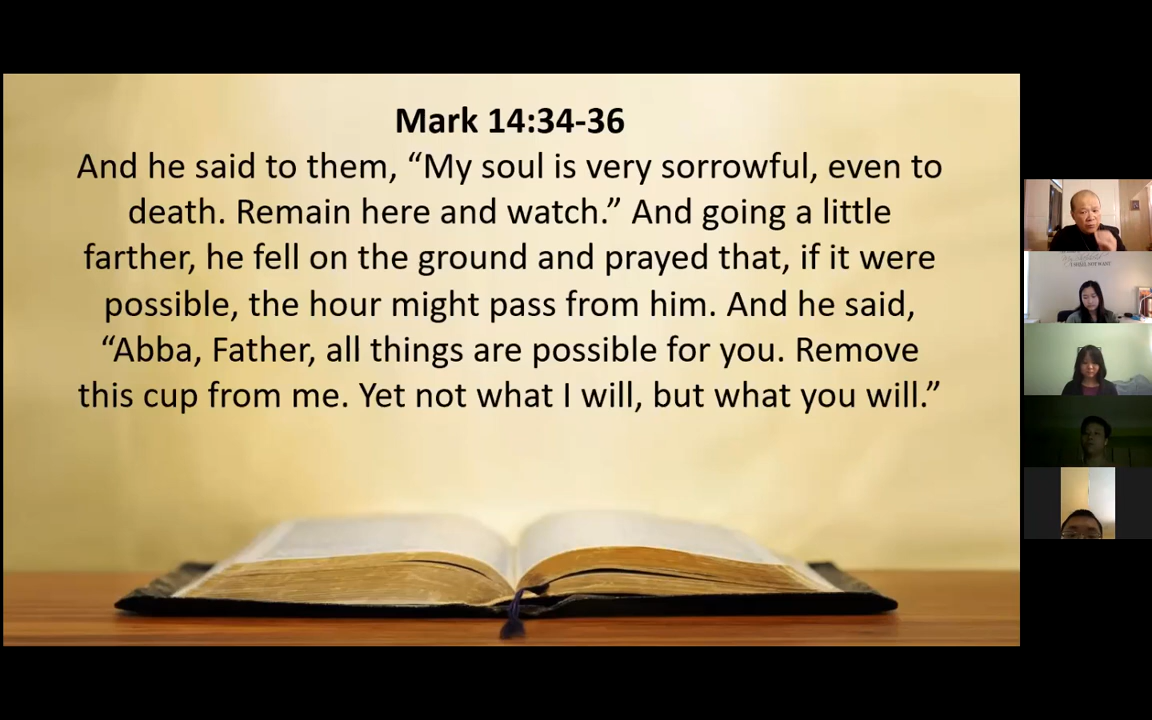 Mark 14:34-36
And he said to them, “My soul is very sorrowful, even to
death. Remain here and watch.” And going a little
farther, he fell on the ground and prayed that, if it were
possible, the hour might pass from him. And he said,
“Abba, Father, all things are possible for you. Remove
this cup from me. Yet not what I will, but what you will.”